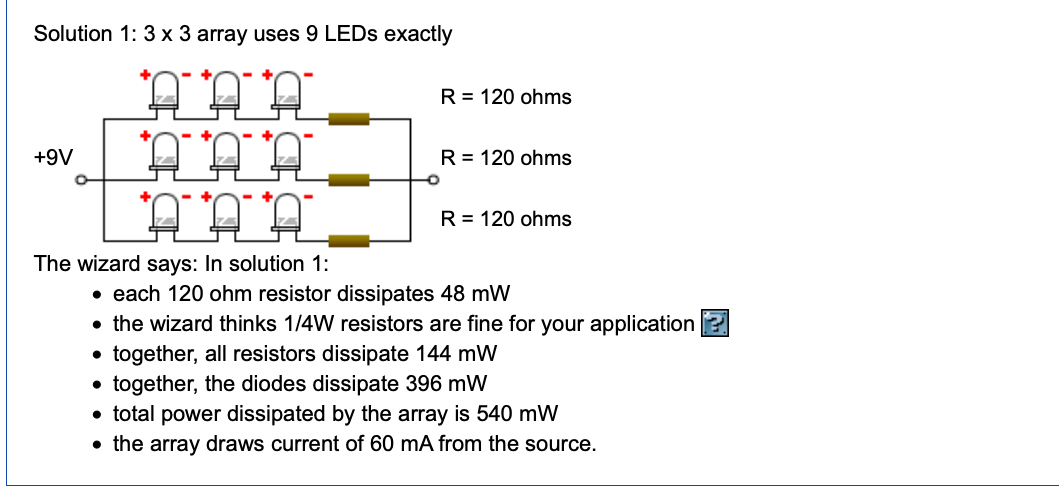 Solution 1: 3 x 3 array uses 9 LEDs exactly
+ - + - + -
R = 120 ohms
+ - + - + -
+9V
R = 120 ohms
+ - + - + -
R = 120 ohms
The wizard says: In solution 1:
• each 120 ohm resistor dissipates 48 mW
• the wizard thinks 1/4W resistors are fine for your application ?
• together, all resistors dissipate 144 mW
• together, the diodes dissipate 396 mW
• total power dissipated by the array is 540 mW
• the array draws current of 60 mA from the source.